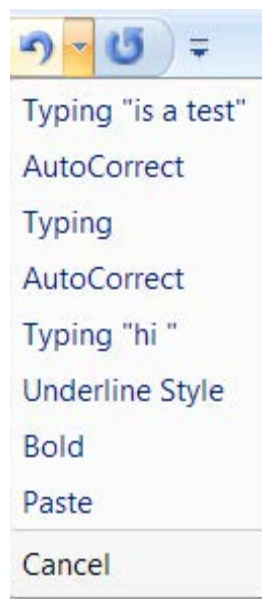 Typing "is a test"
AutoCorrect
Typing
AutoCorrect
Typing "hi "
Underline Style
Bold
Paste
Cancel